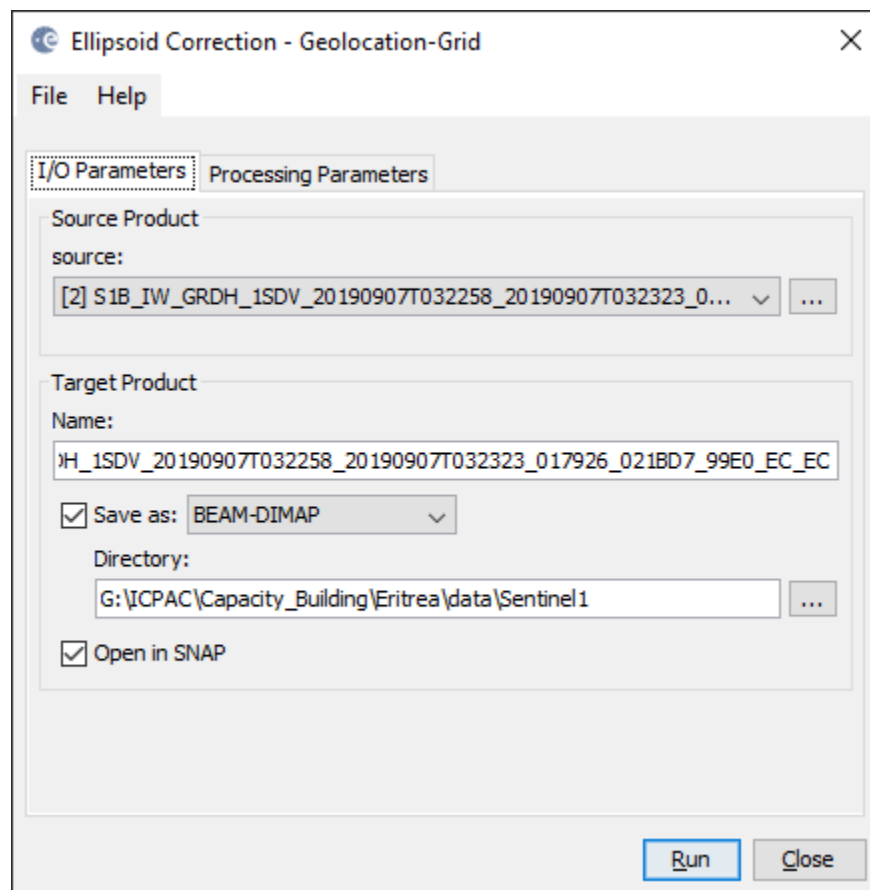 Ellipsoid Correction - Geolocation-Grid
File Help
I/O Parameters Processing Parameters
Source Product
source:
[2] S1B_IW_GRDH_1SDV_20190907T032258_20190907T032323_0... ...
Target Product
Name:
)H_1SDV_20190907T032258_20190907T032323_017926_021BD7_99E0_EC_EC
Save as: BEAM-DIMAP
Directory:
G:\ICPAC\Capacity_Building\Eritrea\data\Sentinel1 ...
Open in SNAP
Run Close